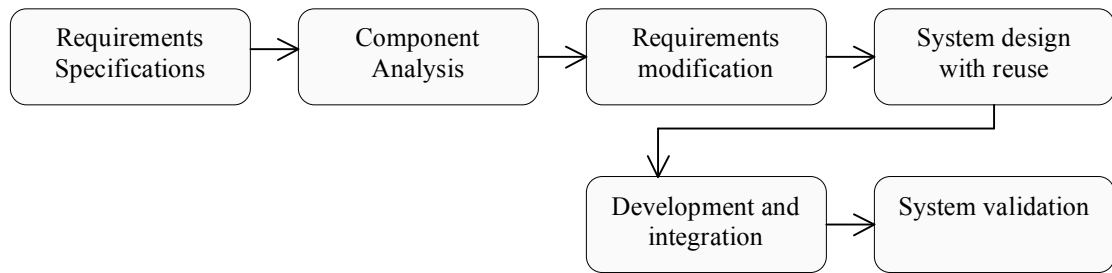 Requirements
Specifications
Component
Analysis
Requirements
modification
System design
with reuse
Development and
integration
System validation